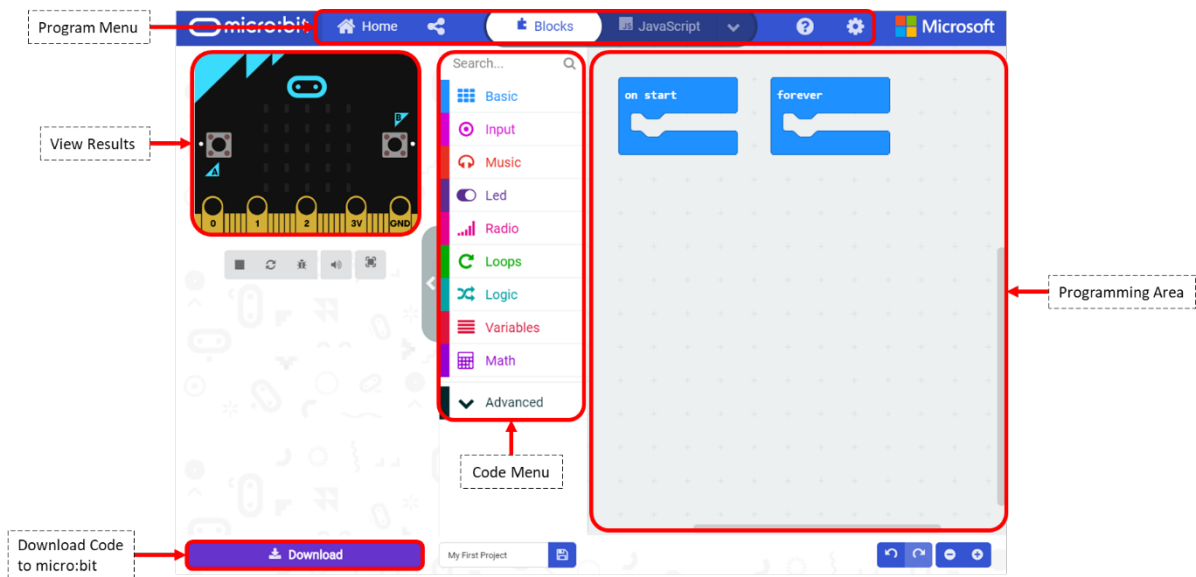 Program Menu
micro:bit
Home
Blocks
JS JavaScript
?
Microsoft
View Results
B
A
0 1 2 3V GND
Search...
Basic
Input
Music
Led
Radio
Loops
Logic
Variables
Math
Advanced
on start
forever
Programming Area
Code Menu
Download Code
to micro:bit
Download
My First Project